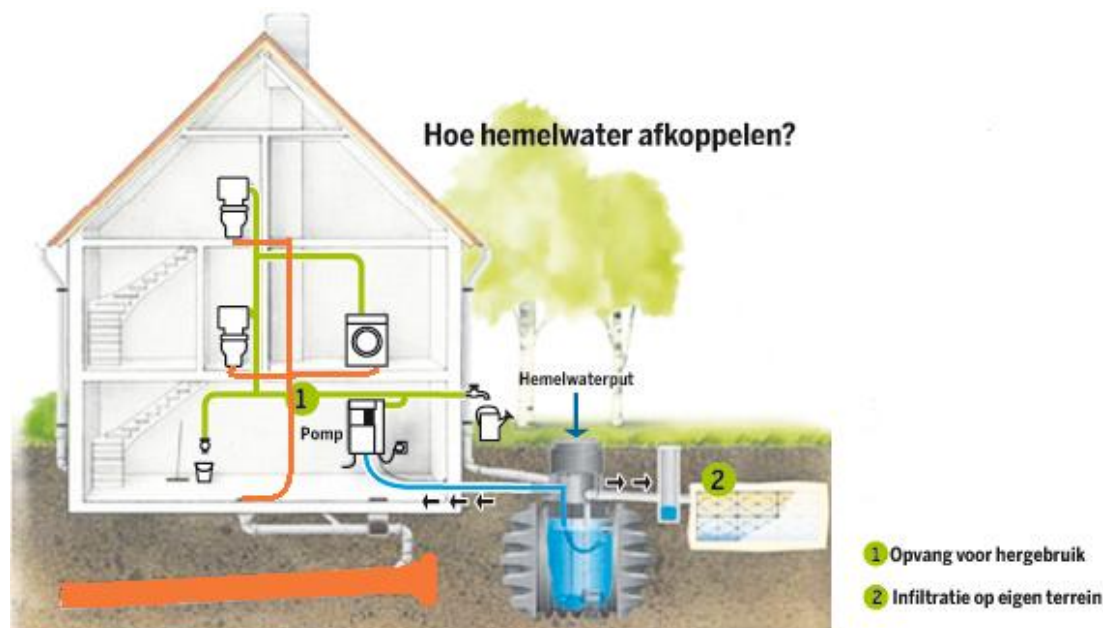 Hoe hemelwater afkoppelen?
Hemelwaterput
1
Pomp
2
1 Opvang voor hergebruik
2 Infiltratie op eigen terrein